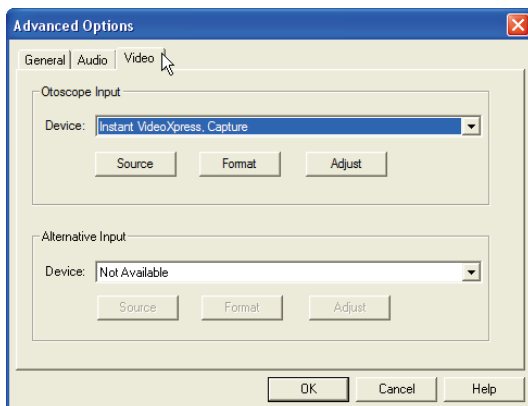 Advanced Options
General Audio Video
Otoscope Input
Device: Instant VideoXpress, Capture
Source Format Adjust
Alternative Input
Device: Not Available
Source Format Adjust
OK Cancel Help